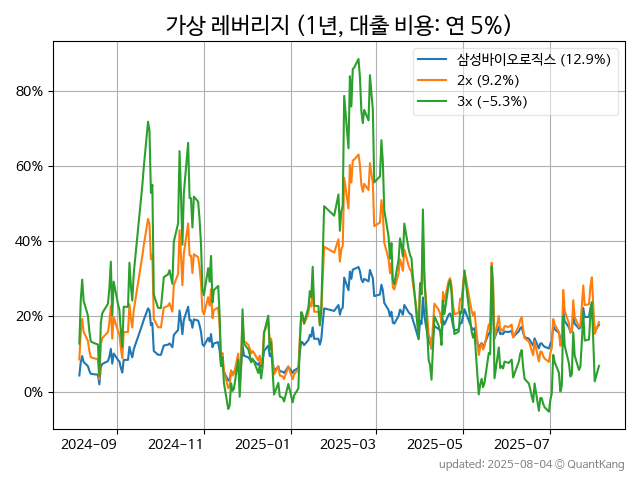 가상 레버리지 (1년, 대출 비용: 연 5%)
삼성바이오로직스 (12.9%)
2x (9.2%)
3x (−5.3%)
80%
60%
40%
20%
0%
2024-09 2024-11 2025-01 2025-03 2025-05 2025-07
updated: 2025-08-04 © QuantKang